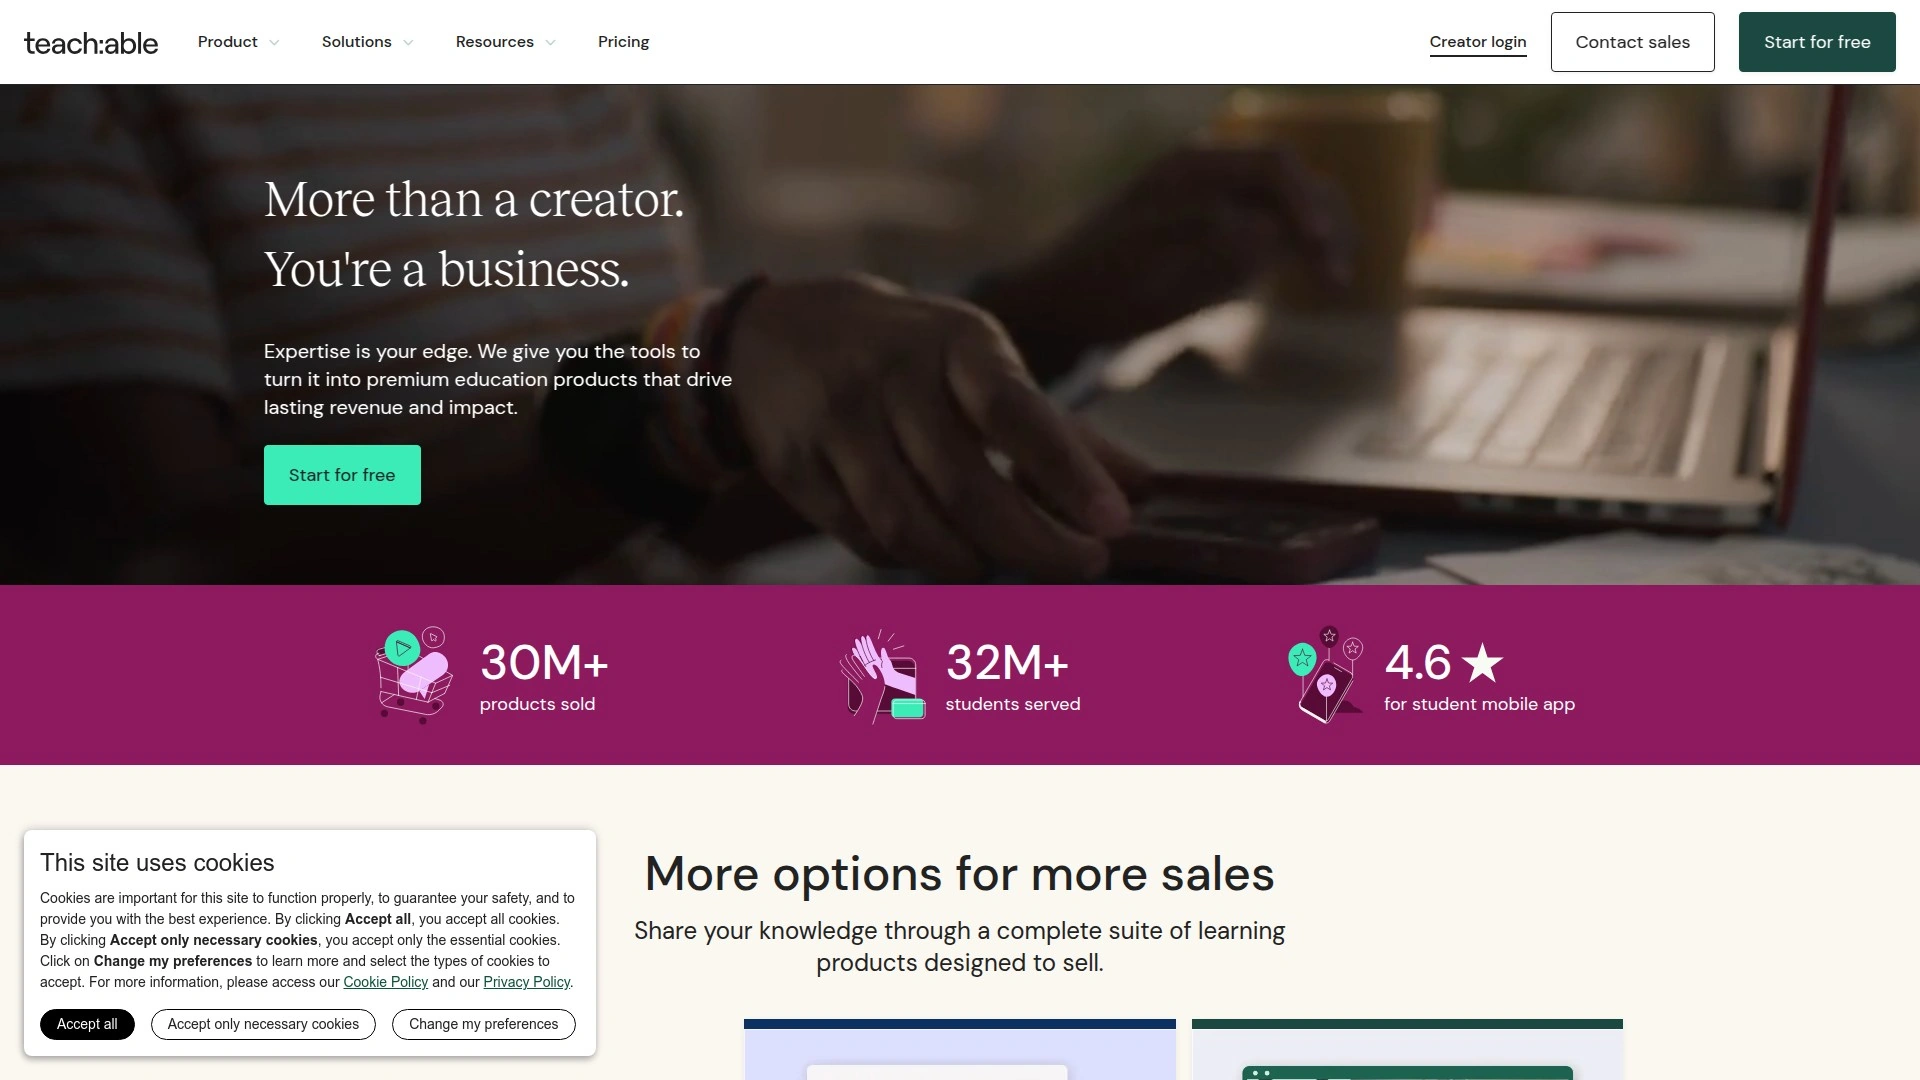 teach:able
Product
Solutions
Resources
Pricing
Creator login
Contact sales
Start for free
More than a creator.
You're a business.
Expertise is your edge. We give you the tools to
turn it into premium education products that drive
lasting revenue and impact.
Start for free
30M+
products sold
32M+
students served
4.6 ★
for student mobile app
More options for more sales
Share your knowledge through a complete suite of learning
products designed to sell.
This site uses cookies
Cookies are important for this site to function properly, to guarantee your safety, and to
provide you with the best experience. By clicking Accept all, you accept all cookies.
By clicking Accept only necessary cookies, you accept only the essential cookies.
Click on Change my preferences to learn more and select the types of cookies to
accept. For more information, please access our Cookie Policy and our Privacy Policy.
Accept all
Accept only necessary cookies
Change my preferences